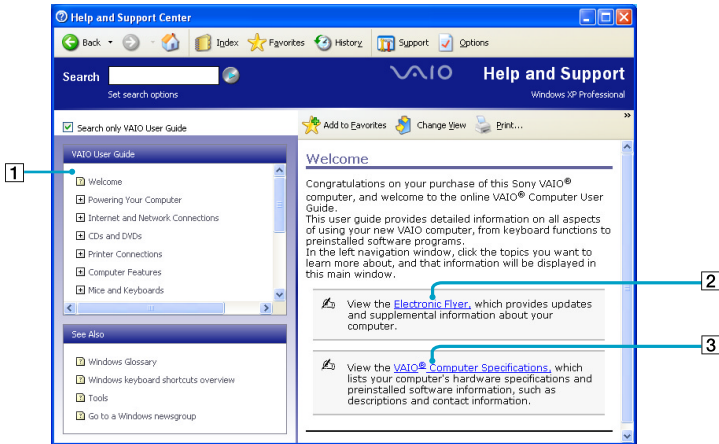 Help and Support Center
Back
Index
Favorites
History
Support
Options
Search
Set search options
VAIO
Help and Support
Windows XP Professional
Search only VAIO User Guide
Add to Favorites
Change View
Print...
»
VAIO User Guide
Welcome
Powering Your Computer
Internet and Network Connections
CDs and DVDs
Printer Connections
Computer Features
Mice and Keyboards
See Also
Windows Glossary
Windows keyboard shortcuts overview
Tools
Go to a Windows newsgroup
Welcome
Congratulations on your purchase of this Sony VAIO®
computer, and welcome to the online VAIO® Computer User
Guide.
This user guide provides detailed information on all aspects
of using your new VAIO computer, from keyboard functions to
preinstalled software programs.
In the left navigation window, click the topics you want to
learn more about, and that information will be displayed in
this main window.
View the Electronic Flyer, which provides updates
and supplemental information about your
computer.
View the VAIO® Computer Specifications, which
lists your computer's hardware specifications and
preinstalled software information, such as
descriptions and contact information.
1
2
3